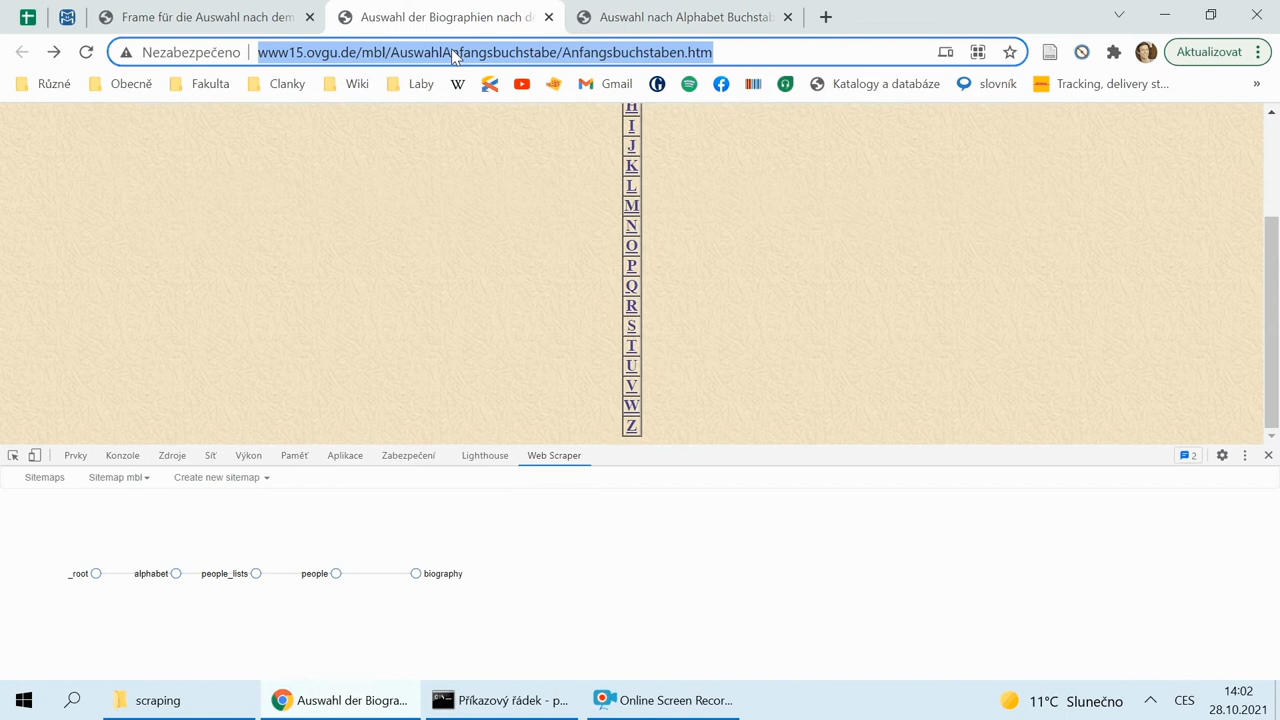 Frame für die Auswahl nach dem
Auswahl der Biographien nach de
Auswahl nach Alphabet Buchstab
Nezabezpečeno
www15.ovgu.de/mbl/AuswahlAnfangsbuchstabe/Anfangsbuchstaben.htm
Aktualizovat
Různé
Obecně
Fakulta
Clanky
Wiki
Laby
W
Gmail
Katalogy a databáze
slovník
Tracking, delivery st...
»
H
I
J
K
L
M
N
O
P
Q
R
S
T
U
V
W
Z
Prvky
Konzole
Zdroje
Síť
Výkon
Paměť
Aplikace
Zabezpečení
Lighthouse
Web Scraper
2
Sitemaps
Sitemap mbl
Create new sitemap
_root
alphabet
people_lists
people
biography
scraping
Auswahl der Biogra...
Příkazový řádek - p...
Online Screen Recor...
11°C Slunečno
CES
14:02
28.10.2021